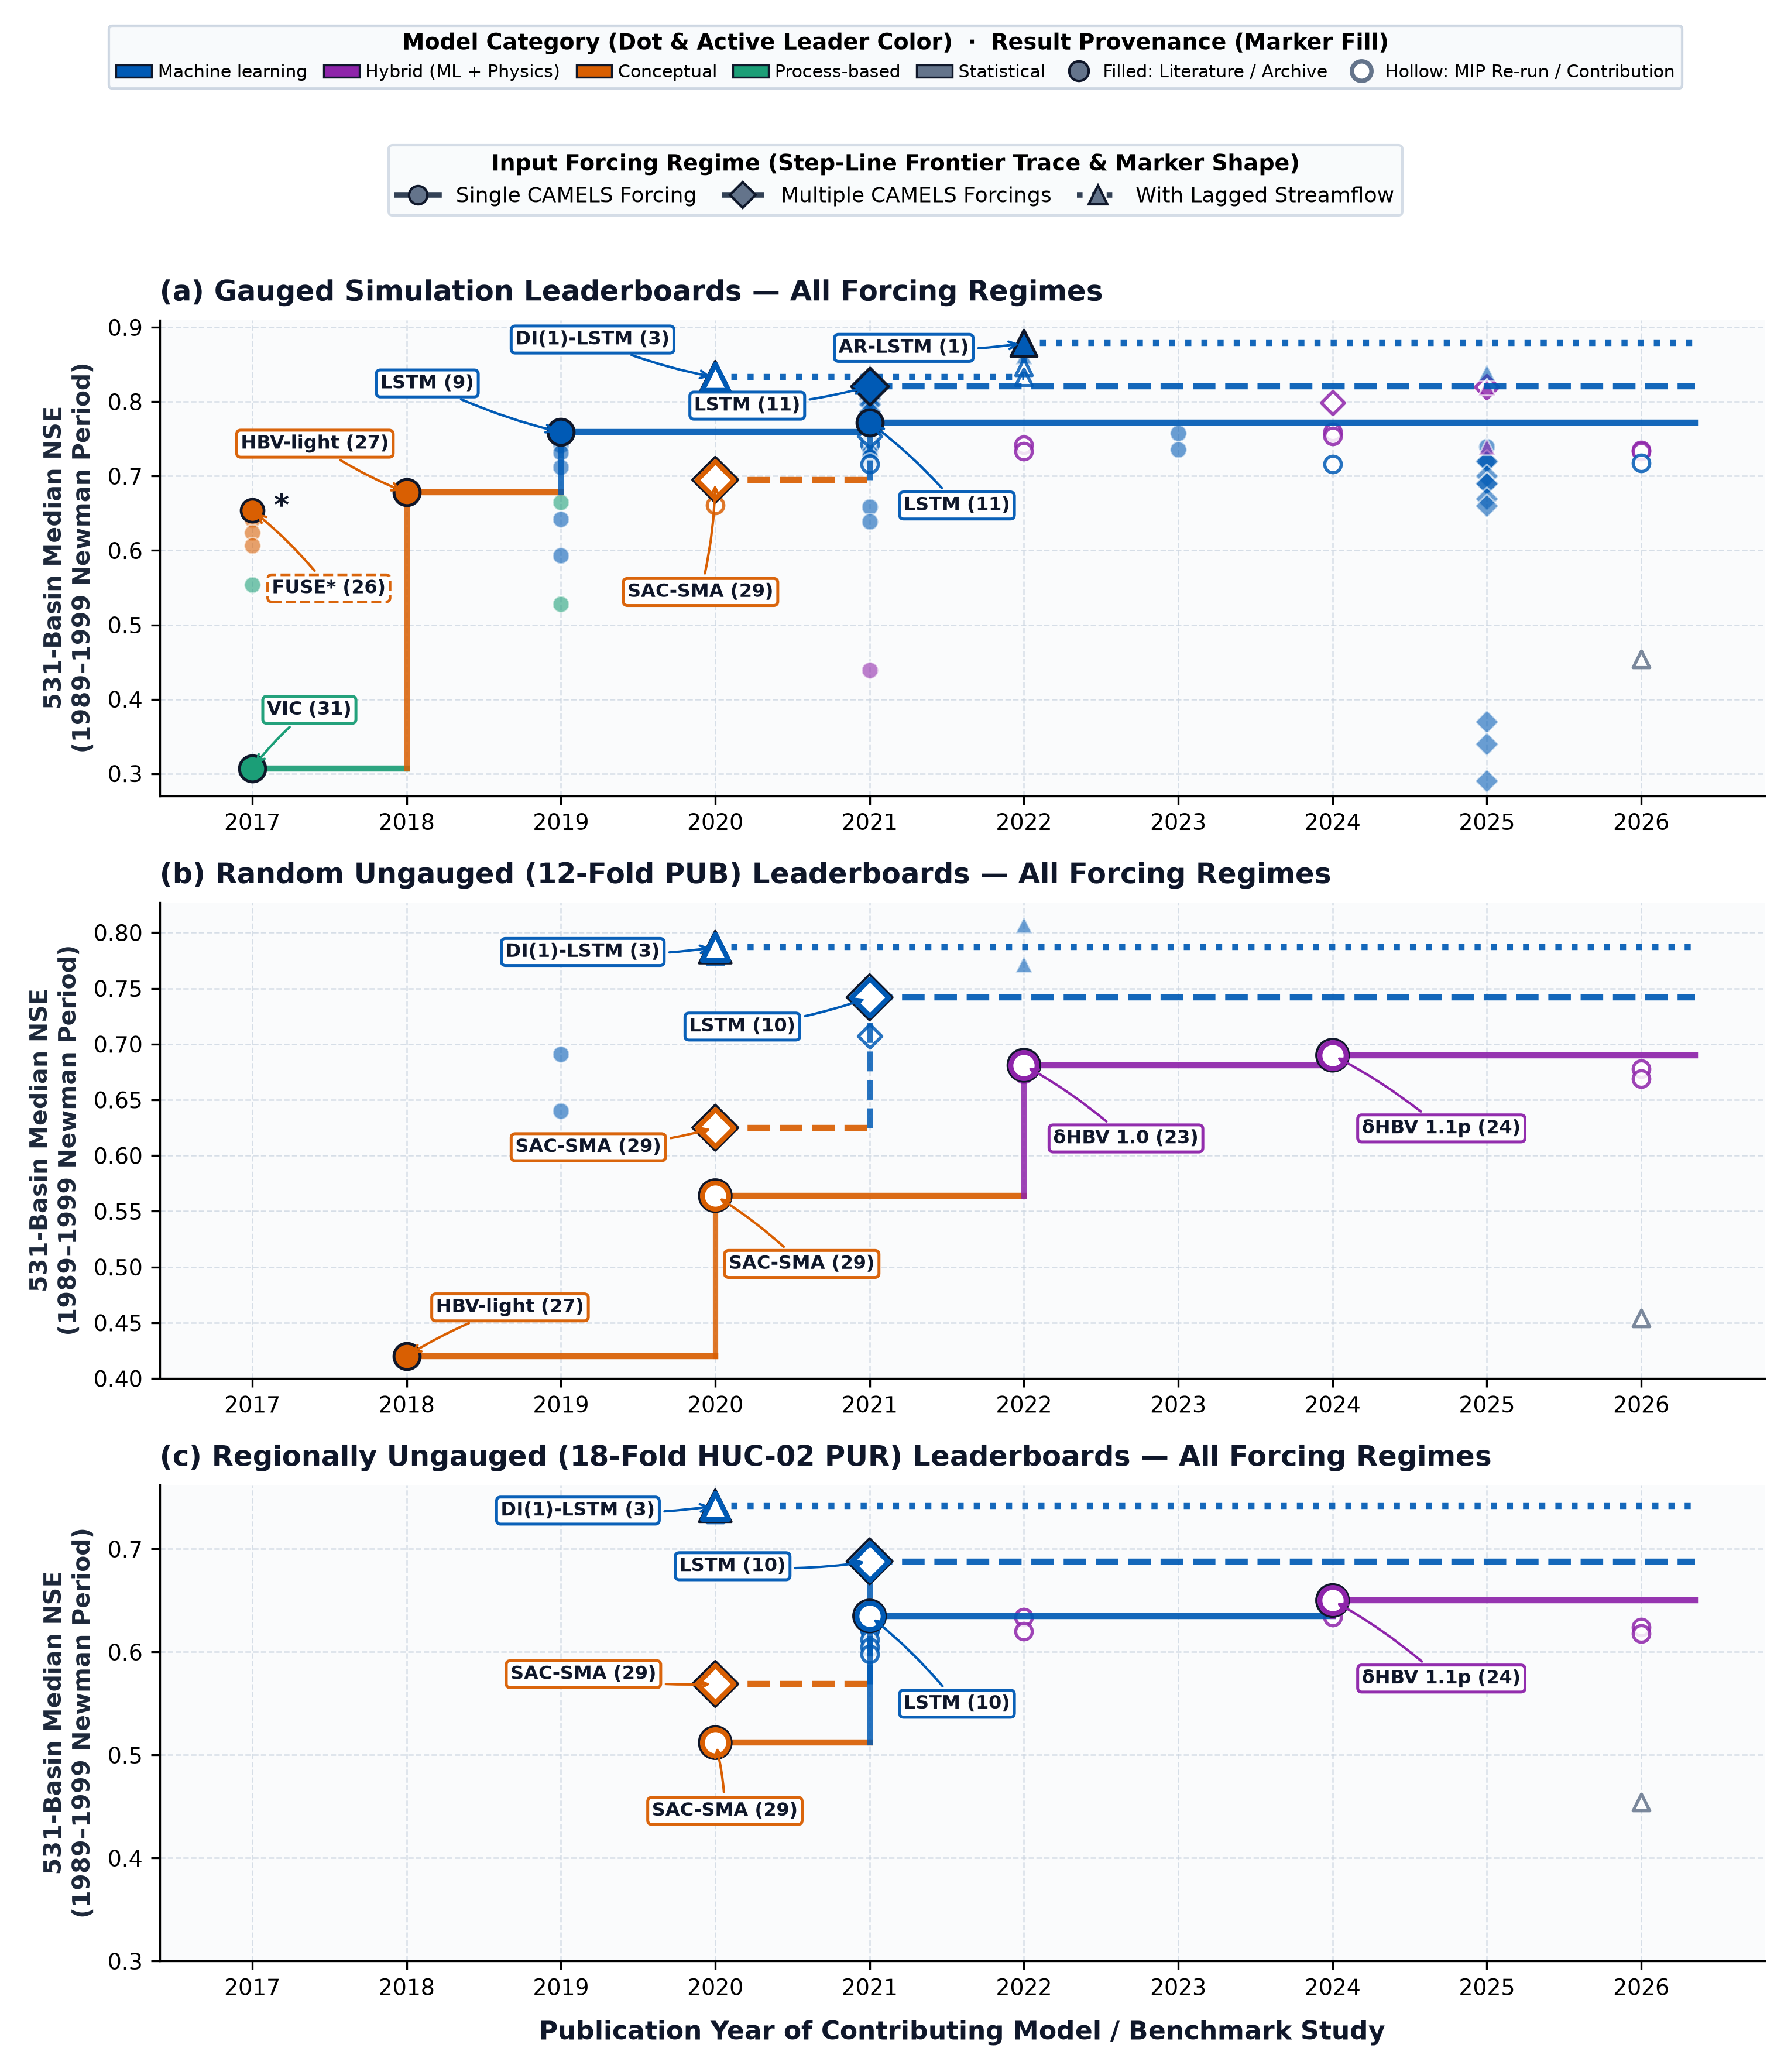 Model Category (Dot & Active Leader Color)  ·  Result Provenance (Marker Fill)
Machine learning  Hybrid (ML + Physics)  Conceptual  Process-based  Statistical  Filled: Literature / Archive  Hollow: MIP Re-run / Contribution
Input Forcing Regime (Step-Line Frontier Trace & Marker Shape)
Single CAMELS Forcing  Multiple CAMELS Forcings  With Lagged Streamflow
(a) Gauged Simulation Leaderboards — All Forcing Regimes
531-Basin Median NSE
(1989–1999 Newman Period)
0.9
0.8
0.7
0.6
0.5
0.4
0.3
DI(1)-LSTM (3)
AR-LSTM (1)
LSTM (9)
LSTM (11)
HBV-light (27)
*
LSTM (11)
FUSE* (26)
SAC-SMA (29)
VIC (31)
2017 2018 2019 2020 2021 2022 2023 2024 2025 2026
(b) Random Ungauged (12-Fold PUB) Leaderboards — All Forcing Regimes
531-Basin Median NSE
(1989–1999 Newman Period)
0.80
0.75
0.70
0.65
0.60
0.55
0.50
0.45
0.40
DI(1)-LSTM (3)
LSTM (10)
SAC-SMA (29)
δHBV 1.0 (23)
δHBV 1.1p (24)
SAC-SMA (29)
HBV-light (27)
2017 2018 2019 2020 2021 2022 2023 2024 2025 2026
(c) Regionally Ungauged (18-Fold HUC-02 PUR) Leaderboards — All Forcing Regimes
531-Basin Median NSE
(1989–1999 Newman Period)
0.7
0.6
0.5
0.4
0.3
DI(1)-LSTM (3)
LSTM (10)
SAC-SMA (29)
δHBV 1.1p (24)
LSTM (10)
SAC-SMA (29)
2017 2018 2019 2020 2021 2022 2023 2024 2025 2026
Publication Year of Contributing Model / Benchmark Study